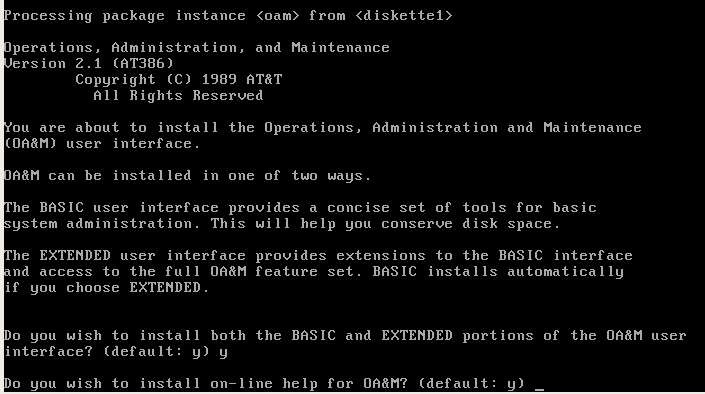 Processing package instance <oam> from <diskette1>
Operations, Administration, and Maintenance
Version 2.1 (AT386)
Copyright (C) 1989 AT&T
All Rights Reserved
You are about to install the Operations, Administration and Maintenance
(OA&M) user interface.
OA&M can be installed in one of two ways.
The BASIC user interface provides a concise set of tools for basic
system administration. This will help you conserve disk space.
The EXTENDED user interface provides extensions to the BASIC interface
and access to the full OA&M feature set. BASIC installs automatically
if you choose EXTENDED.
Do you wish to install both the BASIC and EXTENDED portions of the OA&M user
interface? (default: y) y
Do you wish to install on-line help for OA&M? (default: y) _